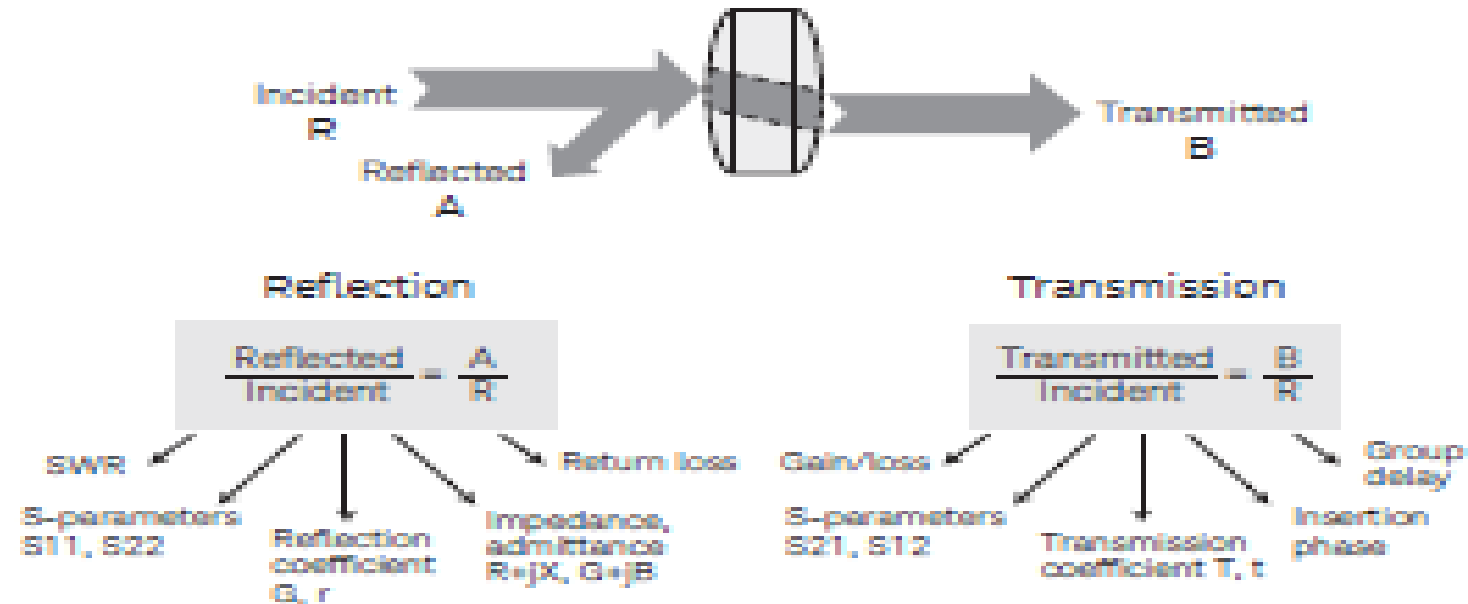 Incident
R
Reflected
A
Transmitted
B
Reflection
Transmission
Reflected
Incident
= A
R
Transmitted
Incident
= B
R
SWR
S-parameters
S11, S22
Reflection
coefficient
G, r
Impedance,
admittance
R+jX, G+jB
Return loss
Gain/loss
S-parameters
S21, S12
Transmission
coefficient T, t
Insertion
phase
Group
delay